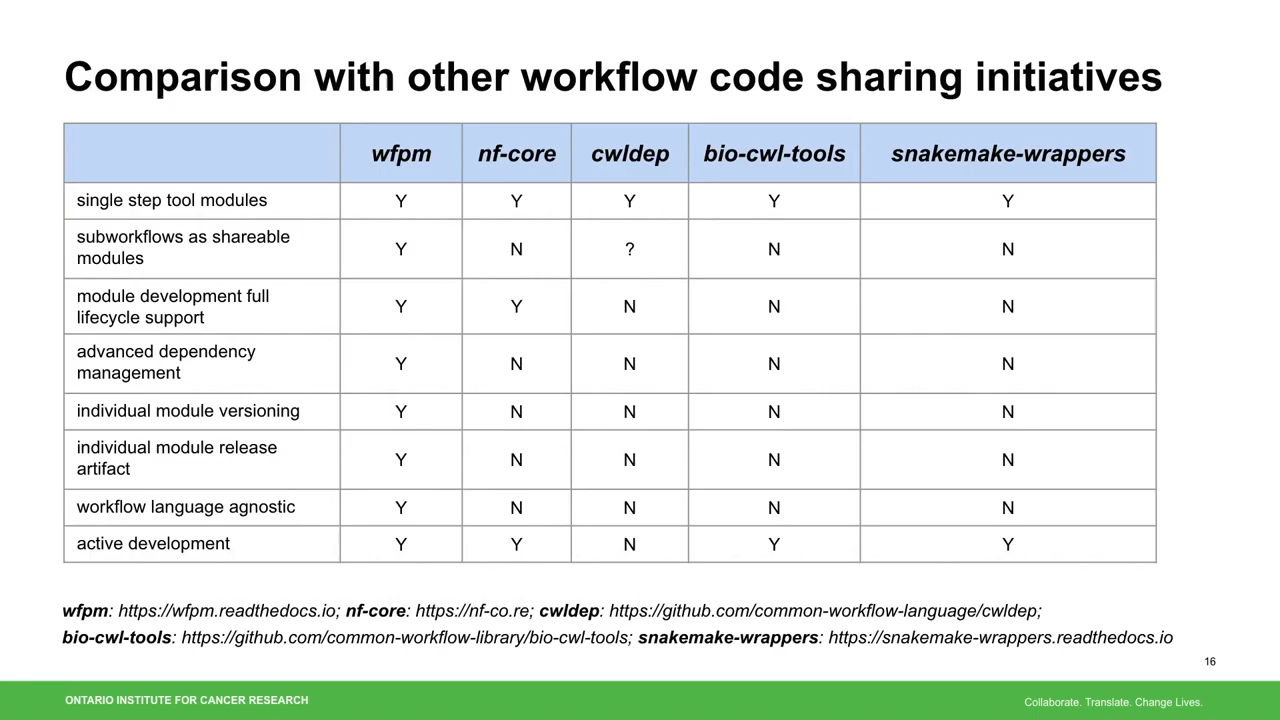 Comparison with other workflow code sharing initiatives
wfpm nf-core cwldep bio-cwl-tools snakemake-wrappers
single step tool modules Y Y Y Y Y
subworkflows as shareable
modules Y N ? N N
module development full
lifecycle support Y Y N N N
advanced dependency
management Y N N N N
individual module versioning Y N N N N
individual module release
artifact Y N N N N
workflow language agnostic Y N N N N
active development Y Y N Y Y
wfpm: https://wfpm.readthedocs.io; nf-core: https://nf-co.re; cwldep: https://github.com/common-workflow-language/cwldep;
bio-cwl-tools: https://github.com/common-workflow-library/bio-cwl-tools; snakemake-wrappers: https://snakemake-wrappers.readthedocs.io
16
ONTARIO INSTITUTE FOR CANCER RESEARCH
Collaborate. Translate. Change Lives.